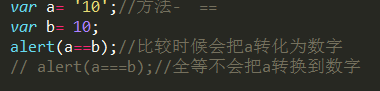 var a= '10';//方法-  ==
var b= 10;
alert(a==b);//比较时候会把a转化为数字
// alert(a===b);//全等不会把a转换到数字